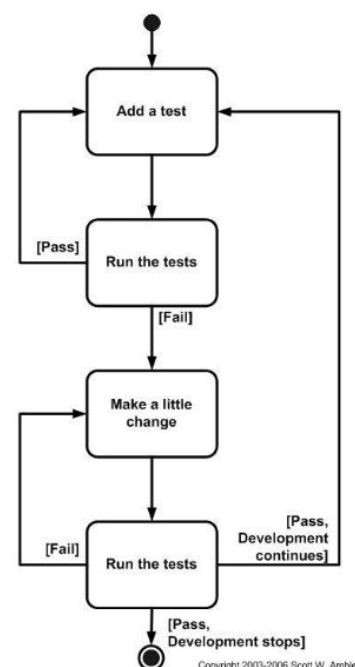 Add a test
[Pass]
Run the tests
[Fail]
Make a little
change
[Fail]
Run the tests
[Pass,
Development
continues]
[Pass,
Development stops]
Copyright 2003-2006 Scott W.